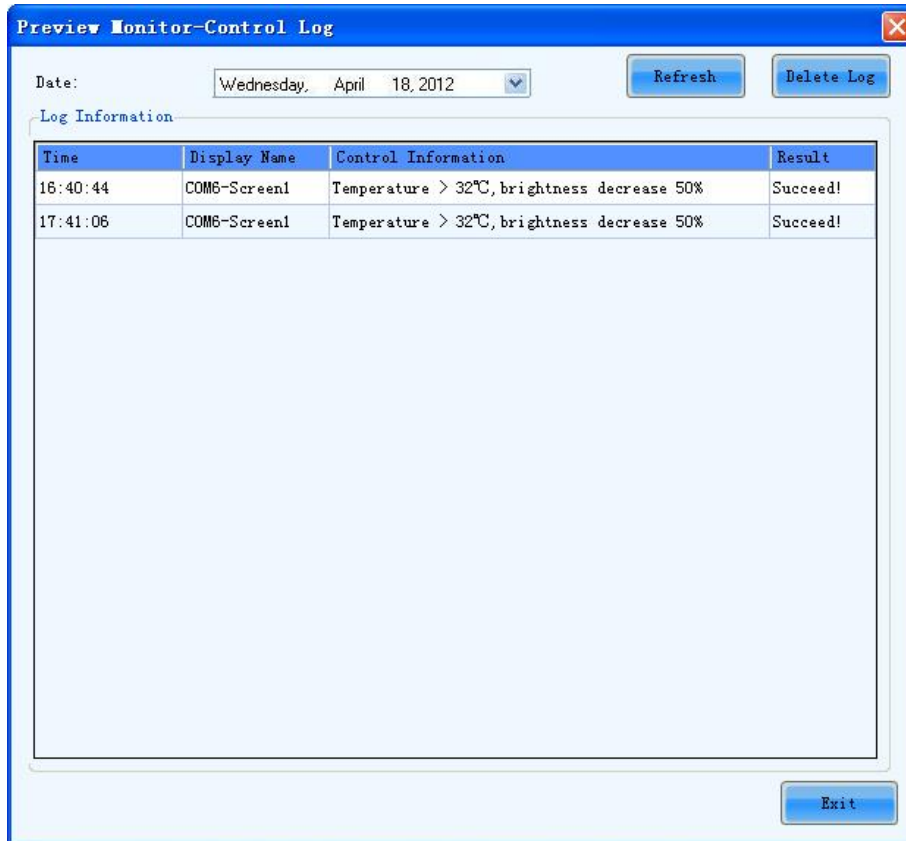 Preview Monitor-Control Log
Date: Wednesday, April 18, 2012 Refresh Delete Log
Log Information
Time Display Name Control Information Result
16:40:44 COM6-Screen1 Temperature > 32℃, brightness decrease 50% Succeed!
17:41:06 COM6-Screen1 Temperature > 32℃, brightness decrease 50% Succeed!
Exit